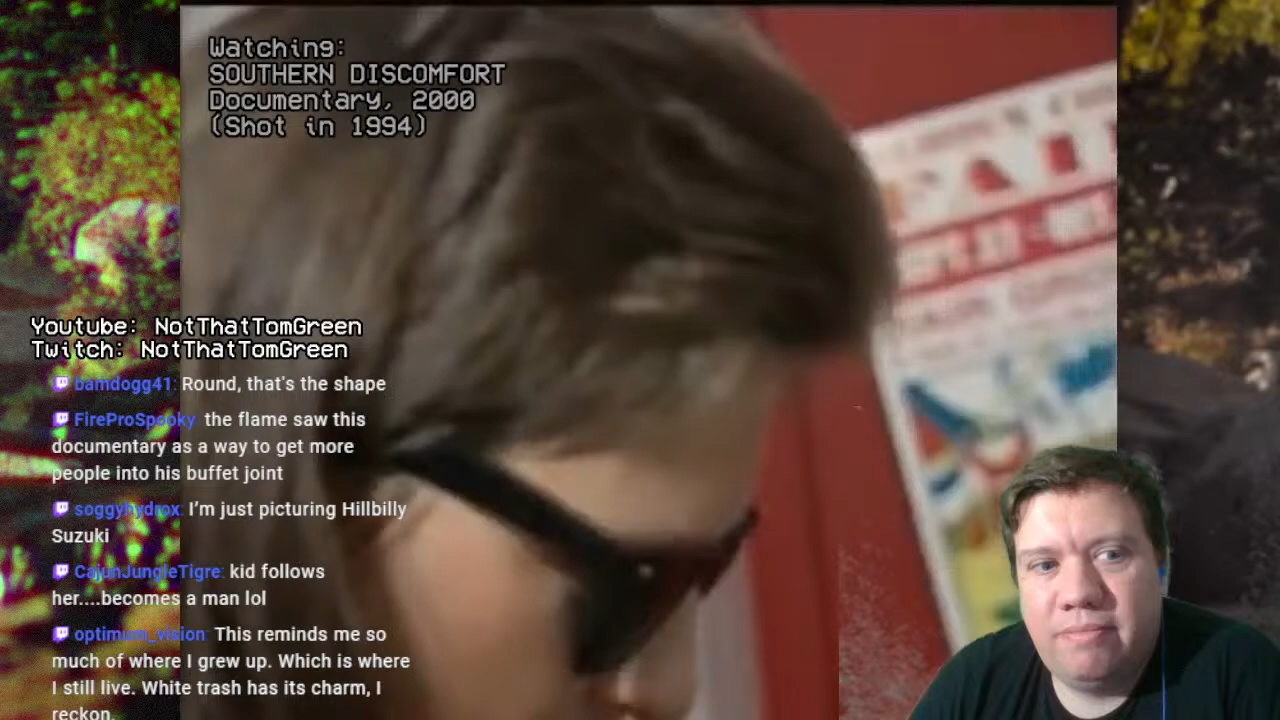 Watching:
SOUTHERN DISCOMFORT
Documentary, 2000
(Shot in 1994)
Youtube: NotThatTomGreen
Twitch: NotThatTomGreen
bamdogg41: Round, that's the shape
FireProSpooky: the flame saw this
documentary as a way to get more
people into his buffet joint
soggyhydrox: I'm just picturing Hillbilly
Suzuki
CajunJungleTigre: kid follows
her....becomes a man lol
optimum_vision: This reminds me so
much of where I grew up. Which is where
I still live. White trash has its charm, I
reckon.